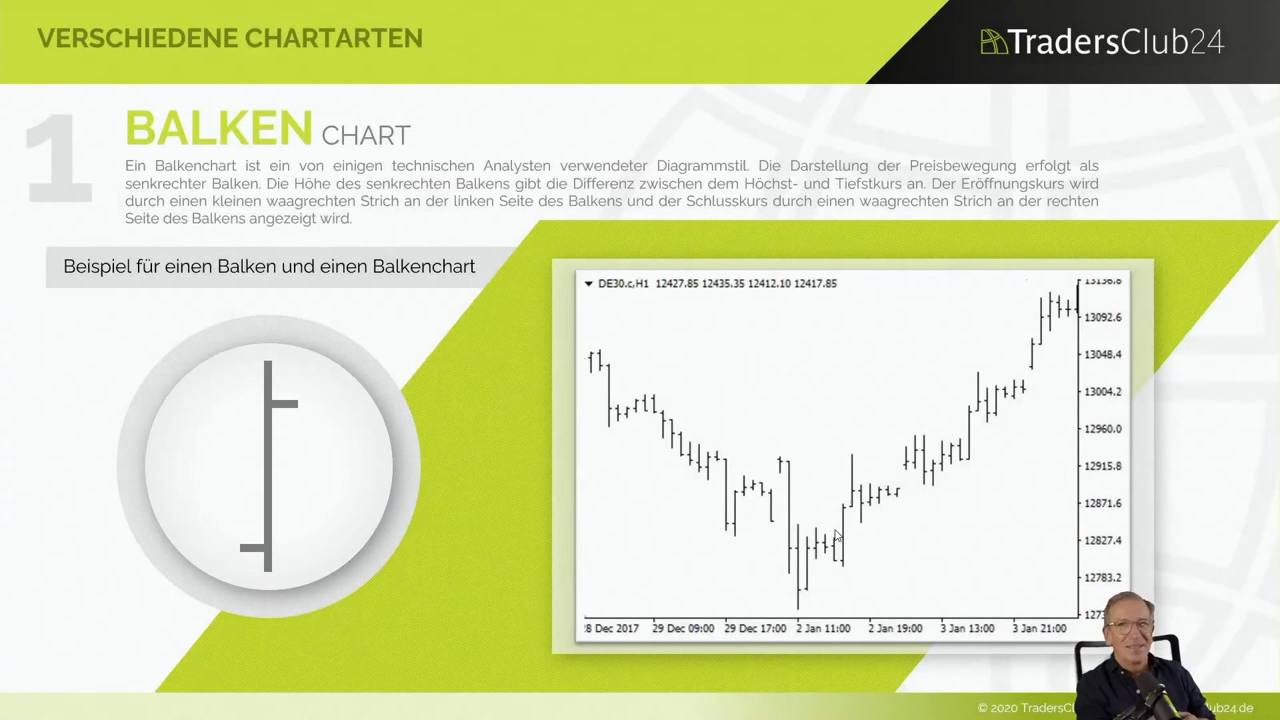 VERSCHIEDENE CHARTARTEN
TradersClub24
1
BALKEN CHART
Ein Balkenchart ist ein von einigen technischen Analysten verwendeter Diagrammstil. Die Darstellung der Preisbewegung erfolgt als
senkrechter Balken. Die Höhe des senkrechten Balkens gibt die Differenz zwischen dem Höchst- und Tiefstkurs an. Der Eröffnungskurs wird
durch einen kleinen waagrechten Strich an der linken Seite des Balkens und der Schlusskurs durch einen waagrechten Strich an der rechten
Seite des Balkens angezeigt wird.
Beispiel für einen Balken und einen Balkenchart
DE30.c,H1 12427.85 12435.35 12412.10 12417.85
13092.6
13048.4
13004.2
12960.0
12915.8
12871.6
12827.4
12783.2
8 Dec 2017 29 Dec 09:00 29 Dec 17:00 2 Jan 11:00 2 Jan 19:00 3 Jan 13:00 3 Jan 21:00
© 2020